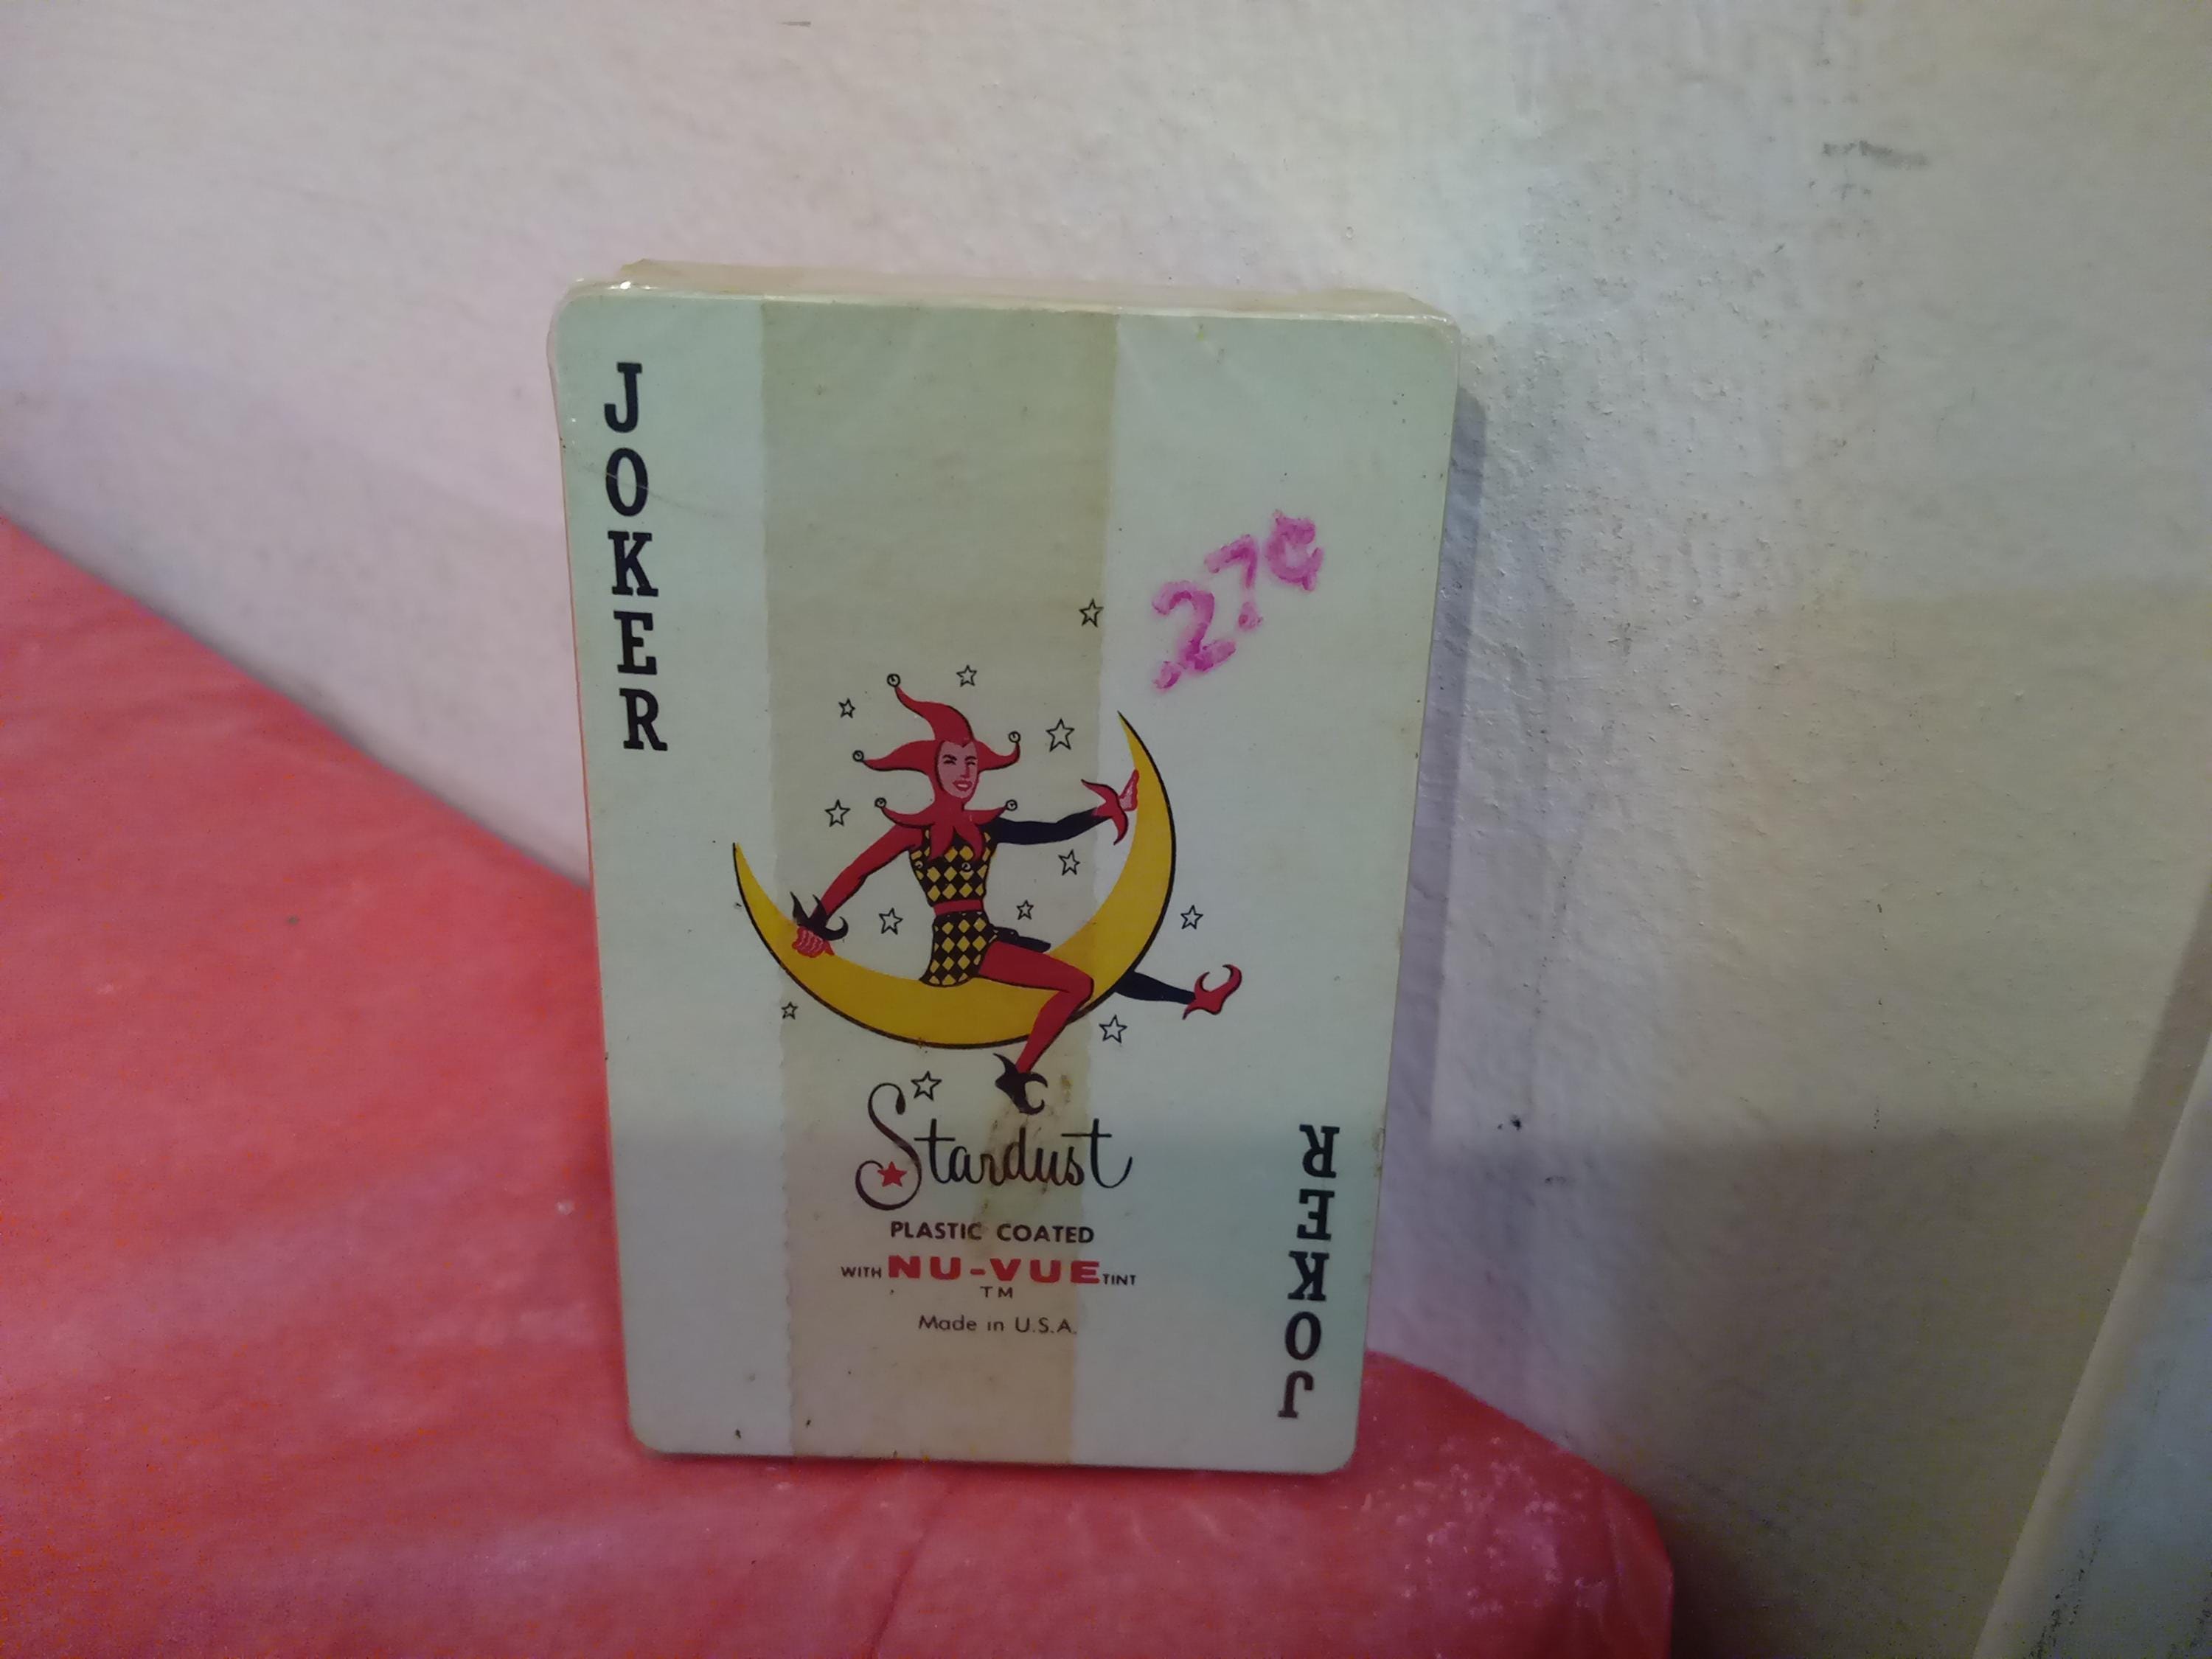 JOKER
27¢
Stardust
PLASTIC COATED
WITH NU-VUE TINT
TM
Made in U.S.A.
JOKER